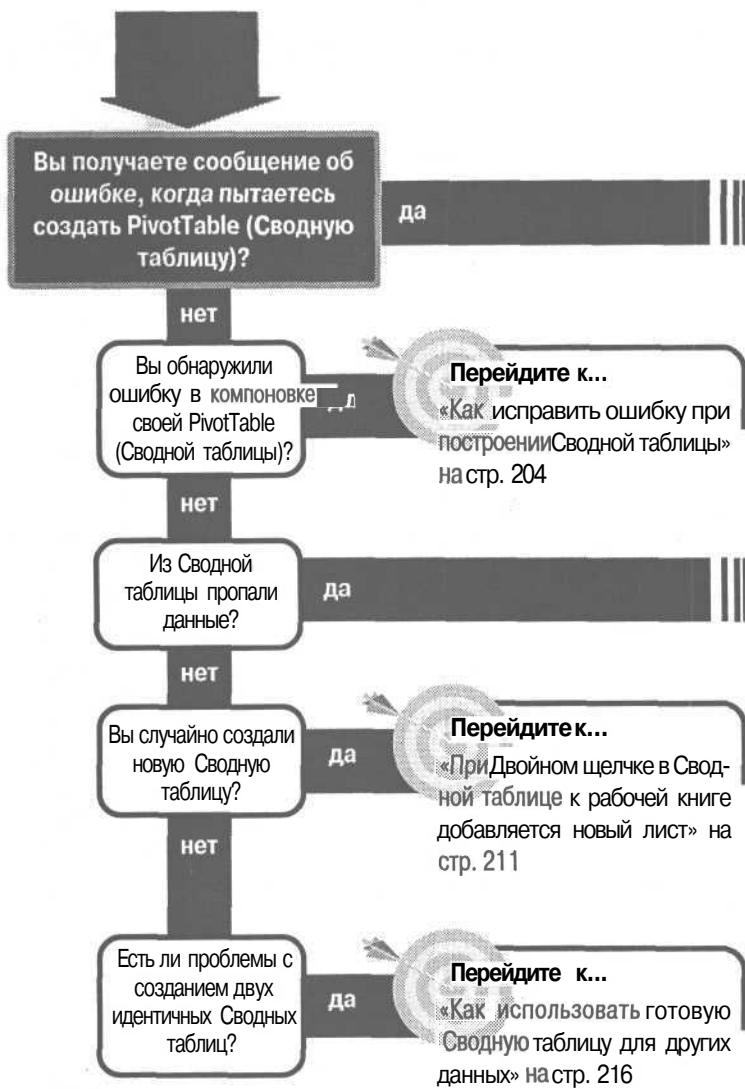 Вы получаете сообщение об
ошибке, когда пытаетесь
создать PivotTable (Сводную
таблицу)?
да
нет
Вы обнаружили
ошибку в компоновке
своей PivotTable
(Сводной таблицы)?
Перейдите к...
«Как исправить ошибку при
построенииСводной таблицы»
на стр. 204
нет
Из Сводной
таблицы пропали
данные?
да
нет
Вы случайно создали
новую Сводную
таблицу?
да
Перейдите к...
«ПриДвойном щелчке в Свод-
ной таблице к рабочей книге
добавляется новый лист» на
стр. 211
нет
Есть ли проблемы с
созданием двух
идентичных Сводных
таблиц?
да
Перейдите к...
«Как использовать готовую
Сводную таблицу для других
данных» на стр. 216